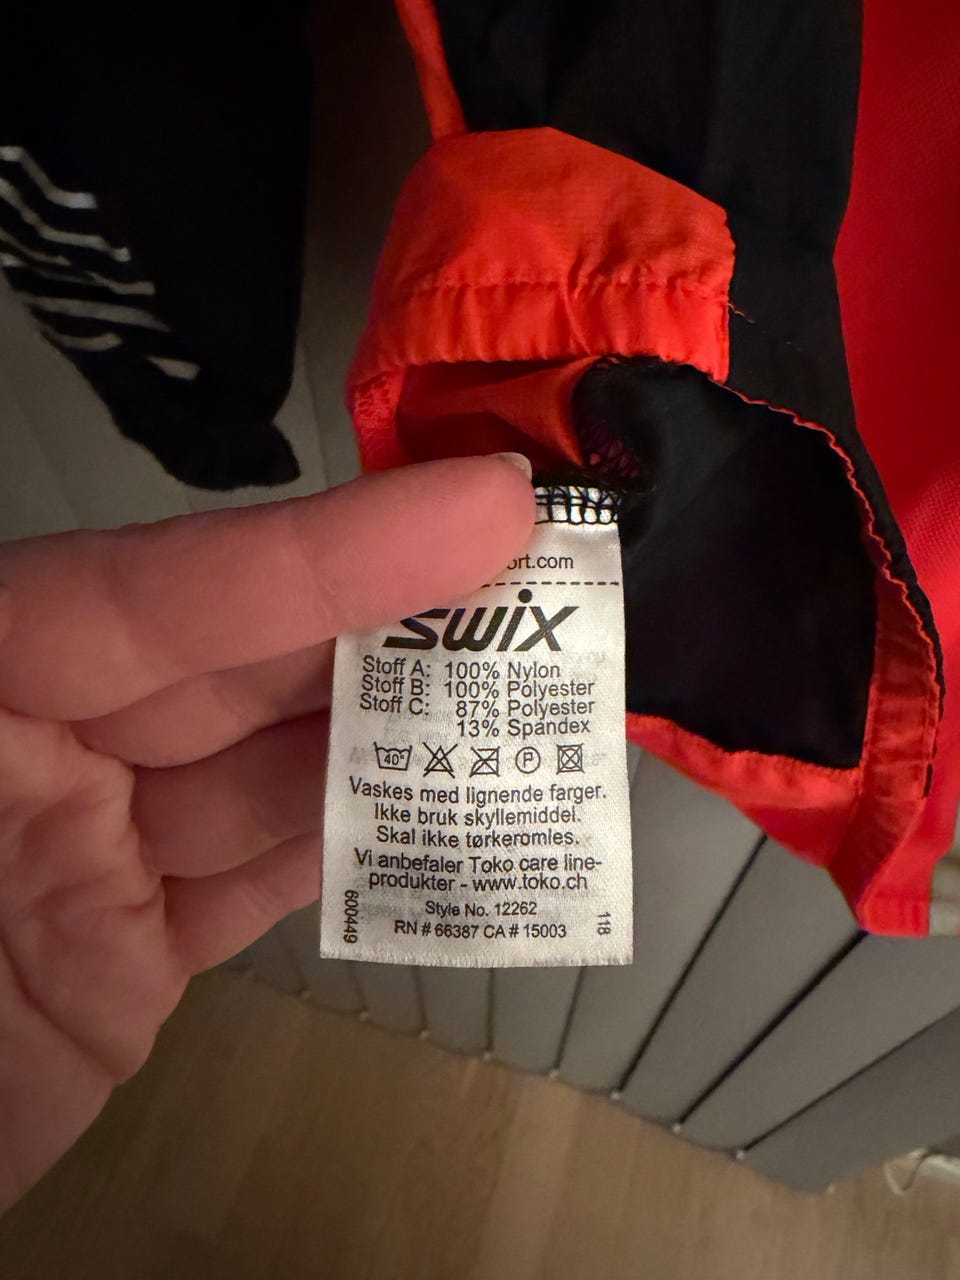 swix
Stoff A: 100% Nylon
Stoff B: 100% Polyester
Stoff C: 87% Polyester
13% Spandex
40° P
Vaskes med lignende farger.
Ikke bruk skyllemiddel.
Skal ikke tørkeromles.
Vi anbefaler Toko care line-
produkter - www.toko.ch
Style No. 12262
RN # 66387 CA # 15003
600449
118